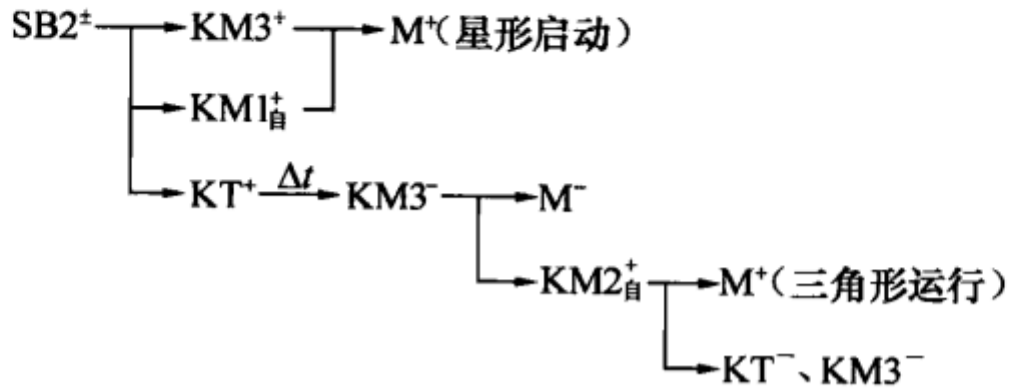 SB2± KM3⁺ M⁺（星形启动）
KM1⁺自
KT⁺ Δt KM3⁻ M⁻
KM2⁺自 M⁺（三角形运行）
KT⁻、KM3⁻